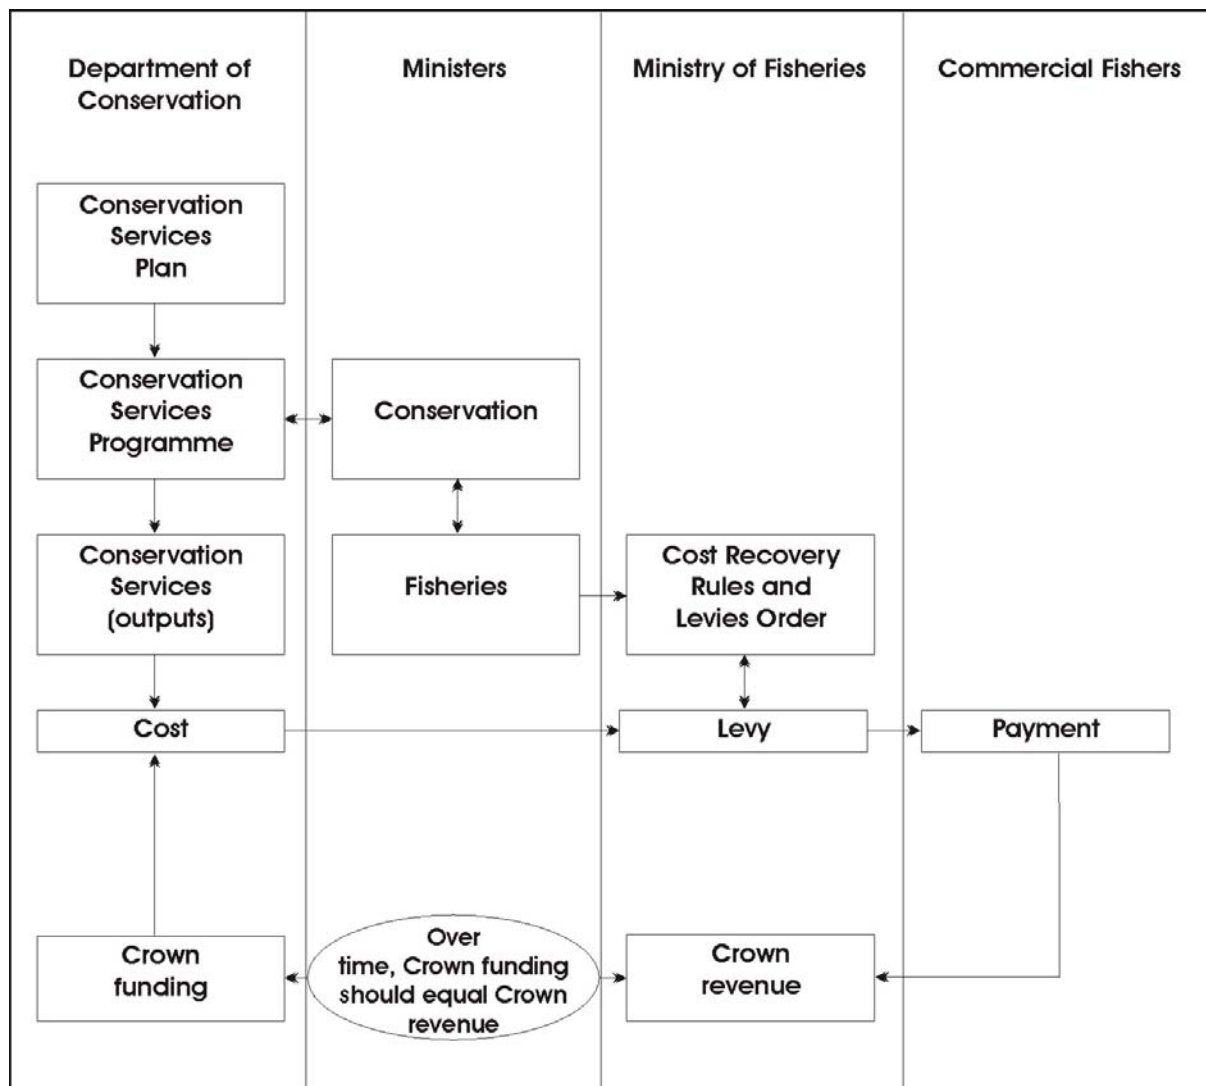 Department of
Conservation
Ministers
Ministry of Fisheries
Commercial Fishers
Conservation
Services
Plan
Conservation
Services
Programme
Conservation
Conservation
Services
(outputs)
Fisheries
Cost Recovery
Rules and
Levies Order
Cost
Levy
Payment
Crown
funding
Over
time, Crown funding
should equal Crown
revenue
Crown
revenue